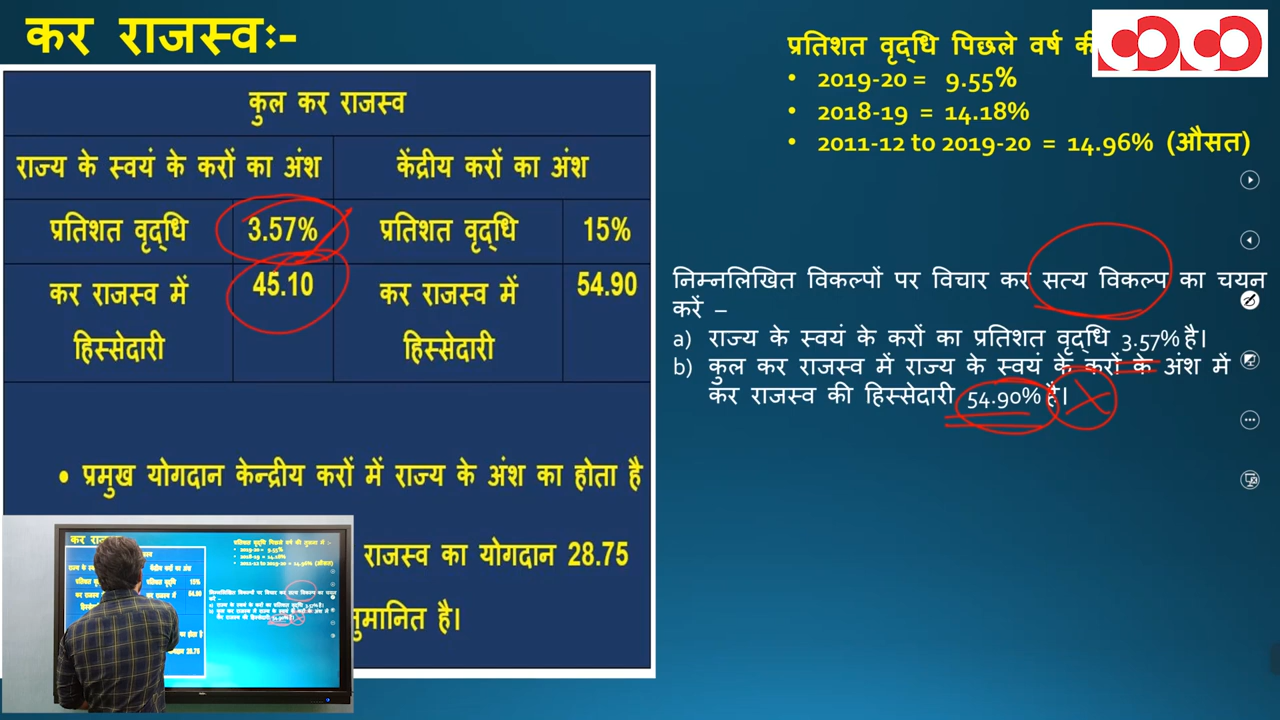 कर राजस्वः-
कुल कर राजस्व
राज्य के स्वयं के करों का अंश
केंद्रीय करों का अंश
प्रतिशत वृद्धि
3.57%
प्रतिशत वृद्धि
15%
कर राजस्व में
हिस्सेदारी
45.10
कर राजस्व में
हिस्सेदारी
54.90
• प्रमुख योगदान केन्द्रीय करों में राज्य के अंश का होता है
राजस्व का योगदान 28.75
नुमानित है।
प्रतिशत वृद्धि पिछले वर्ष की
• 2019-20 = 9.55%
• 2018-19 = 14.18%
• 2011-12 to 2019-20 = 14.96% (औसत)
निम्नलिखित विकल्पों पर विचार कर सत्य विकल्प का चयन
करें –
a) राज्य के स्वयं के करों का प्रतिशत वृद्धि 3.57% है।
b) कुल कर राजस्व में राज्य के स्वयं के करों के अंश में
कर राजस्व की हिस्सेदारी 54.90% है।